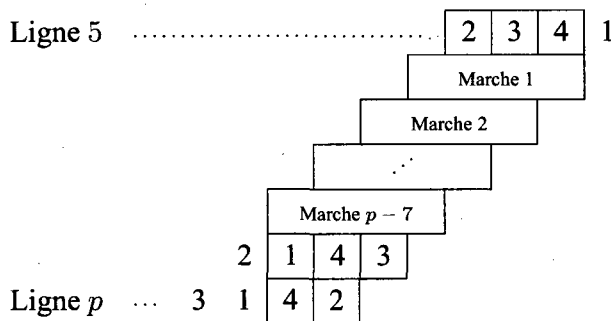 Ligne 5 ........................................ 2 3 4 1
Marche 1
Marche 2
⋰
Marche p − 7
2 1 4 3
Ligne p ... 3 1 4 2